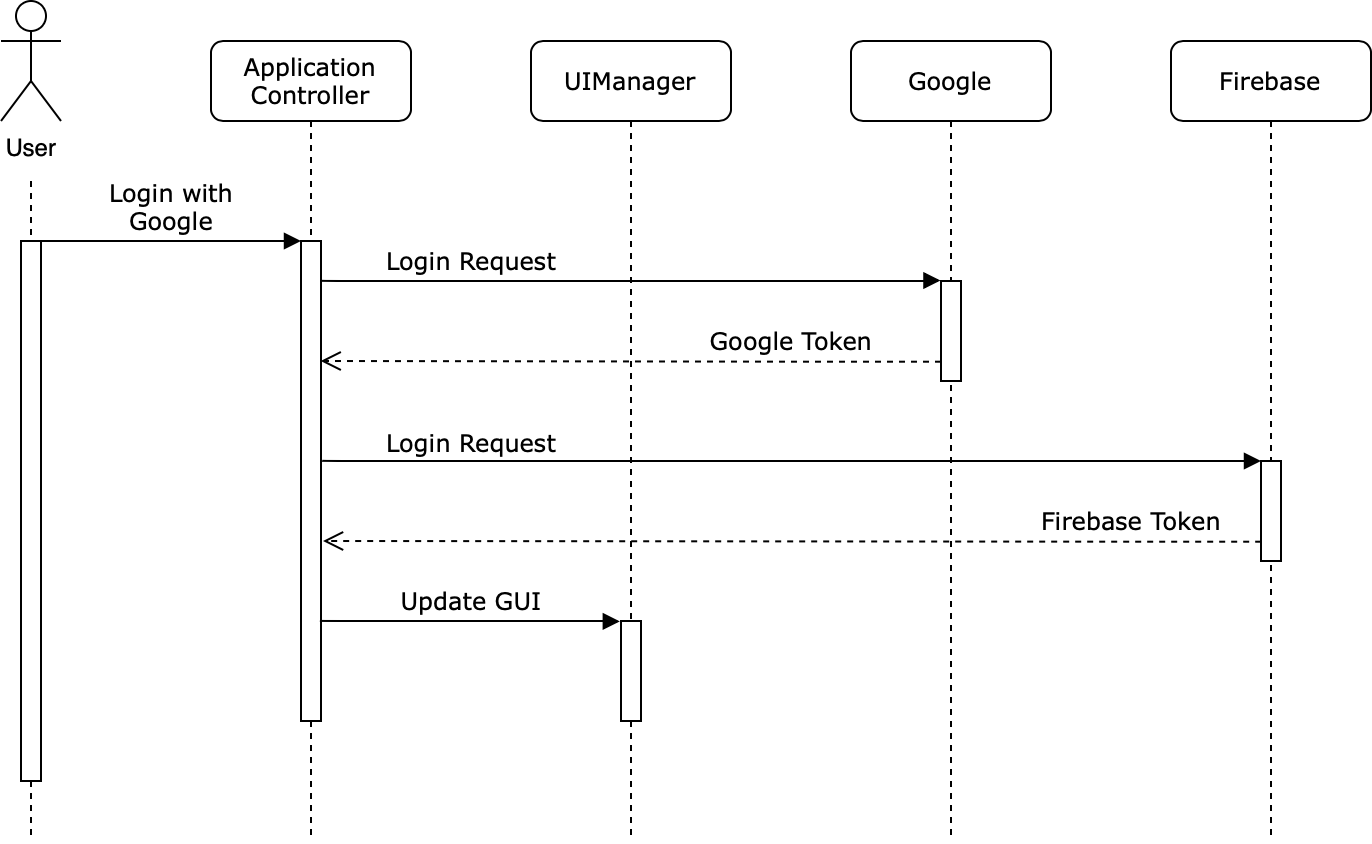 Application
Controller
UIManager
Google
Firebase
User
Login with
Google
Login Request
Google Token
Login Request
Firebase Token
Update GUI